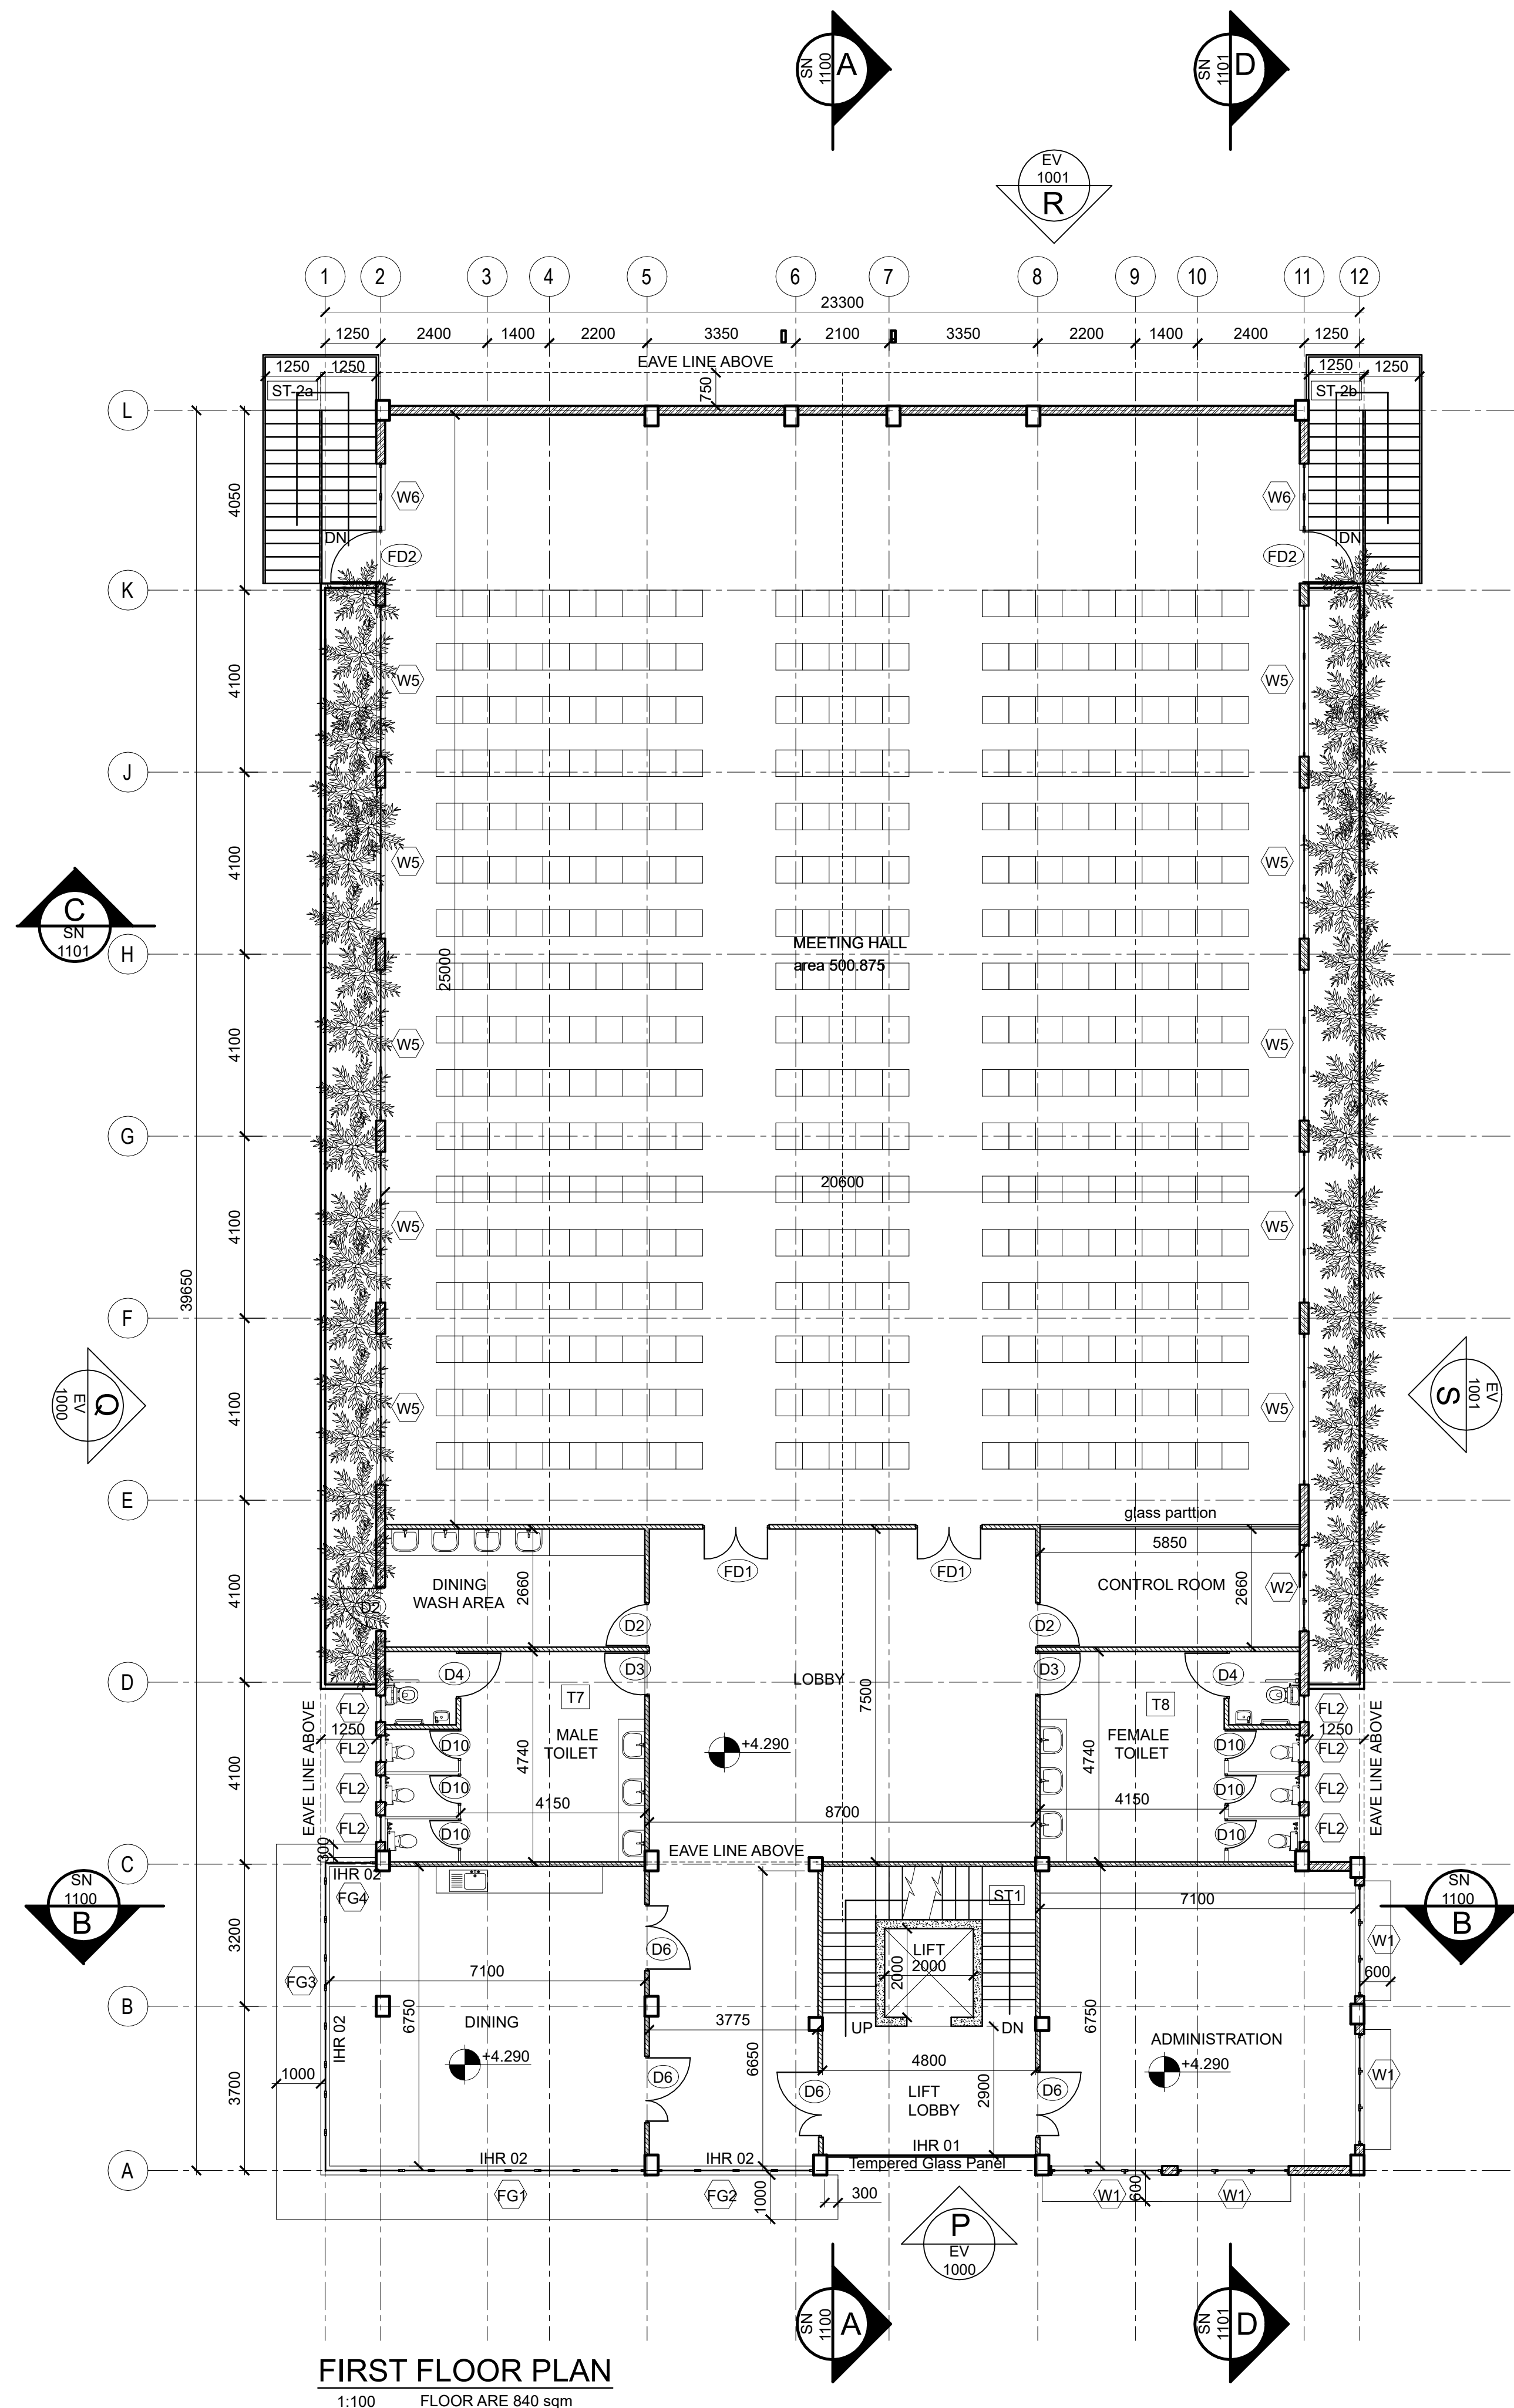 SN
1100
A
SN
1101
D
EV
1001
R
1
2
3
4
5
6
7
8
9
10
11
12
23300
1250
2400
1400
2200
3350
2100
3350
2200
1400
2400
1250
EAVE LINE ABOVE
1250
1250
1250
1250
750
ST-2a
ST-2b
L
4050
W6
W6
DN
DN
FD2
FD2
K
4100
W5
W5
J
4100
W5
W5
C
SN
1101
H
MEETING HALL
area 500.875
25000
4100
W5
W5
G
20600
4100
W5
W5
39650
F
Q
EV
1000
S
EV
1001
4100
W5
W5
E
glass parttion
5850
FD1
FD1
4100
DINING
WASH AREA
2660
CONTROL ROOM
2660
W2
D2
D2
D2
D4
D3
LOBBY
D3
D4
D
T7
T8
7500
FL2
FL2
1250
1250
MALE
TOILET
FEMALE
TOILET
D10
D10
FL2
FL2
+4.290
4740
4740
EAVE LINE ABOVE
EAVE LINE ABOVE
4100
FL2
D10
D10
FL2
4150
8700
4150
FL2
D10
D10
FL2
300
EAVE LINE ABOVE
C
IHR 02
FG4
ST1
7100
SN
1100
B
SN
1100
B
3200
D6
LIFT
2000
2000
W1
FG3
7100
600
B
IHR 02
6750
DINING
3775
UP
DN
6750
ADMINISTRATION
+4.290
4800
+4.290
1000
D6
6650
D6
LIFT
LOBBY
2900
D6
W1
3700
IHR 02
IHR 02
IHR 01
Tempered Glass Panel
A
FG1
FG2
1000
300
W1
600
W1
P
EV
1000
SN
1100
A
SN
1101
D
FIRST FLOOR PLAN
1:100 FLOOR ARE 840 sqm